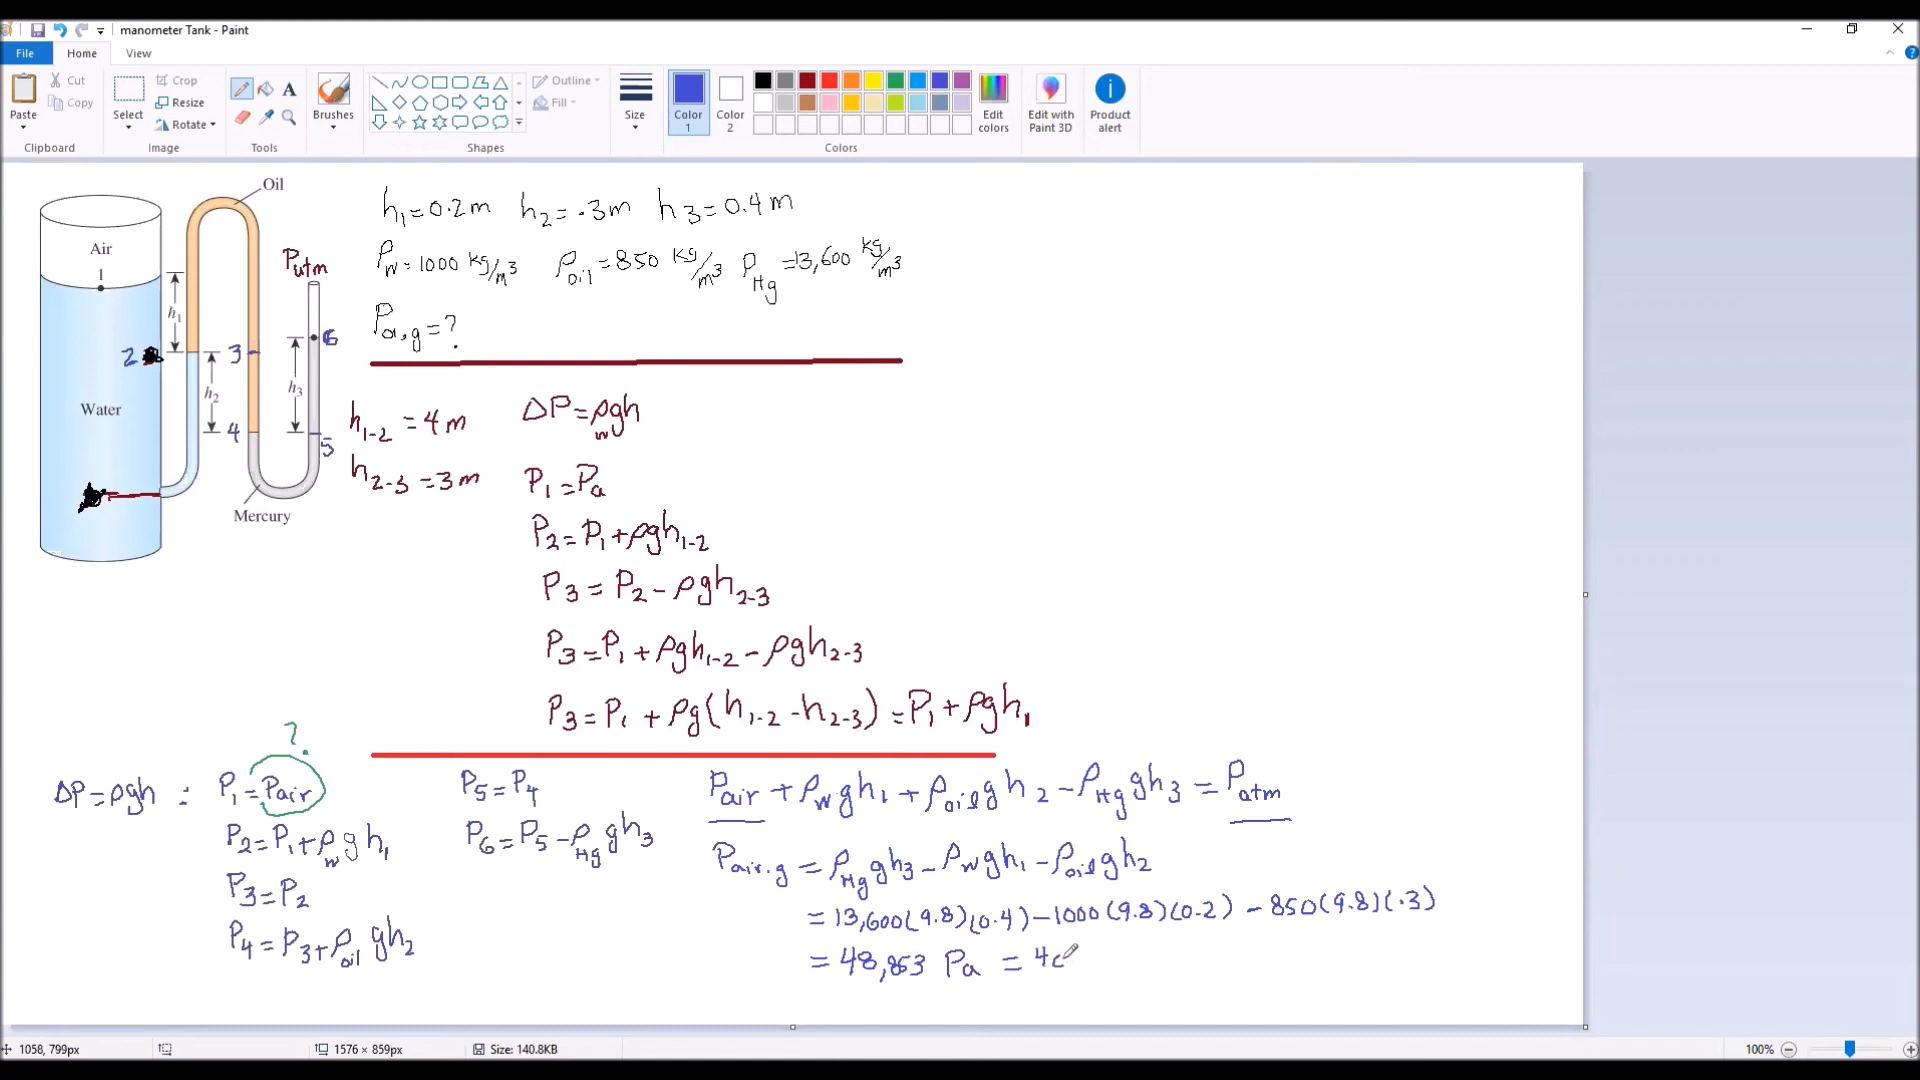 manometer Tank - Paint
File Home View
Cut
Copy
Paste
Clipboard
Select
Crop
Resize
Rotate
Image
Tools
Brushes
Outline
Fill
Shapes
Size
Color 1
Color 2
Edit colors
Colors
Edit with Paint 3D
Product alert
Oil
Air
1
h1
2
3
h2
Water
4
h3
5
6
Patm
Mercury
h1=0.2m h2=.3m h3=0.4m
ρw=1000 kg/m³ ρoil=850 kg/m³ ρHg=13,600 kg/m³
Pa,g=?
h1-2=4m
h2-3=3m
ΔP=ρwgh
P1=Pa
P2=P1+ρgh1-2
P3=P2-ρgh2-3
P3=P1+ρgh1-2-ρgh2-3
P3=P1+ρg(h1-2-h2-3)=P1+ρgh1
ΔP=ρgh : P1=Pair
?
P2=P1+ρwgh1
P3=P2
P4=P3+ρoilgh2
P5=P4
P6=P5-ρHggh3
Pair+ρwgh1+ρoilgh2-ρHggh3=Patm
Pair.g=ρHggh3-ρwgh1-ρoilgh2
=13,600(9.8)(0.4)-1000(9.8)(0.2)-850(9.8)(.3)
=48,853 Pa =4
1058, 799px
1576 × 859px
Size: 140.8KB
100%